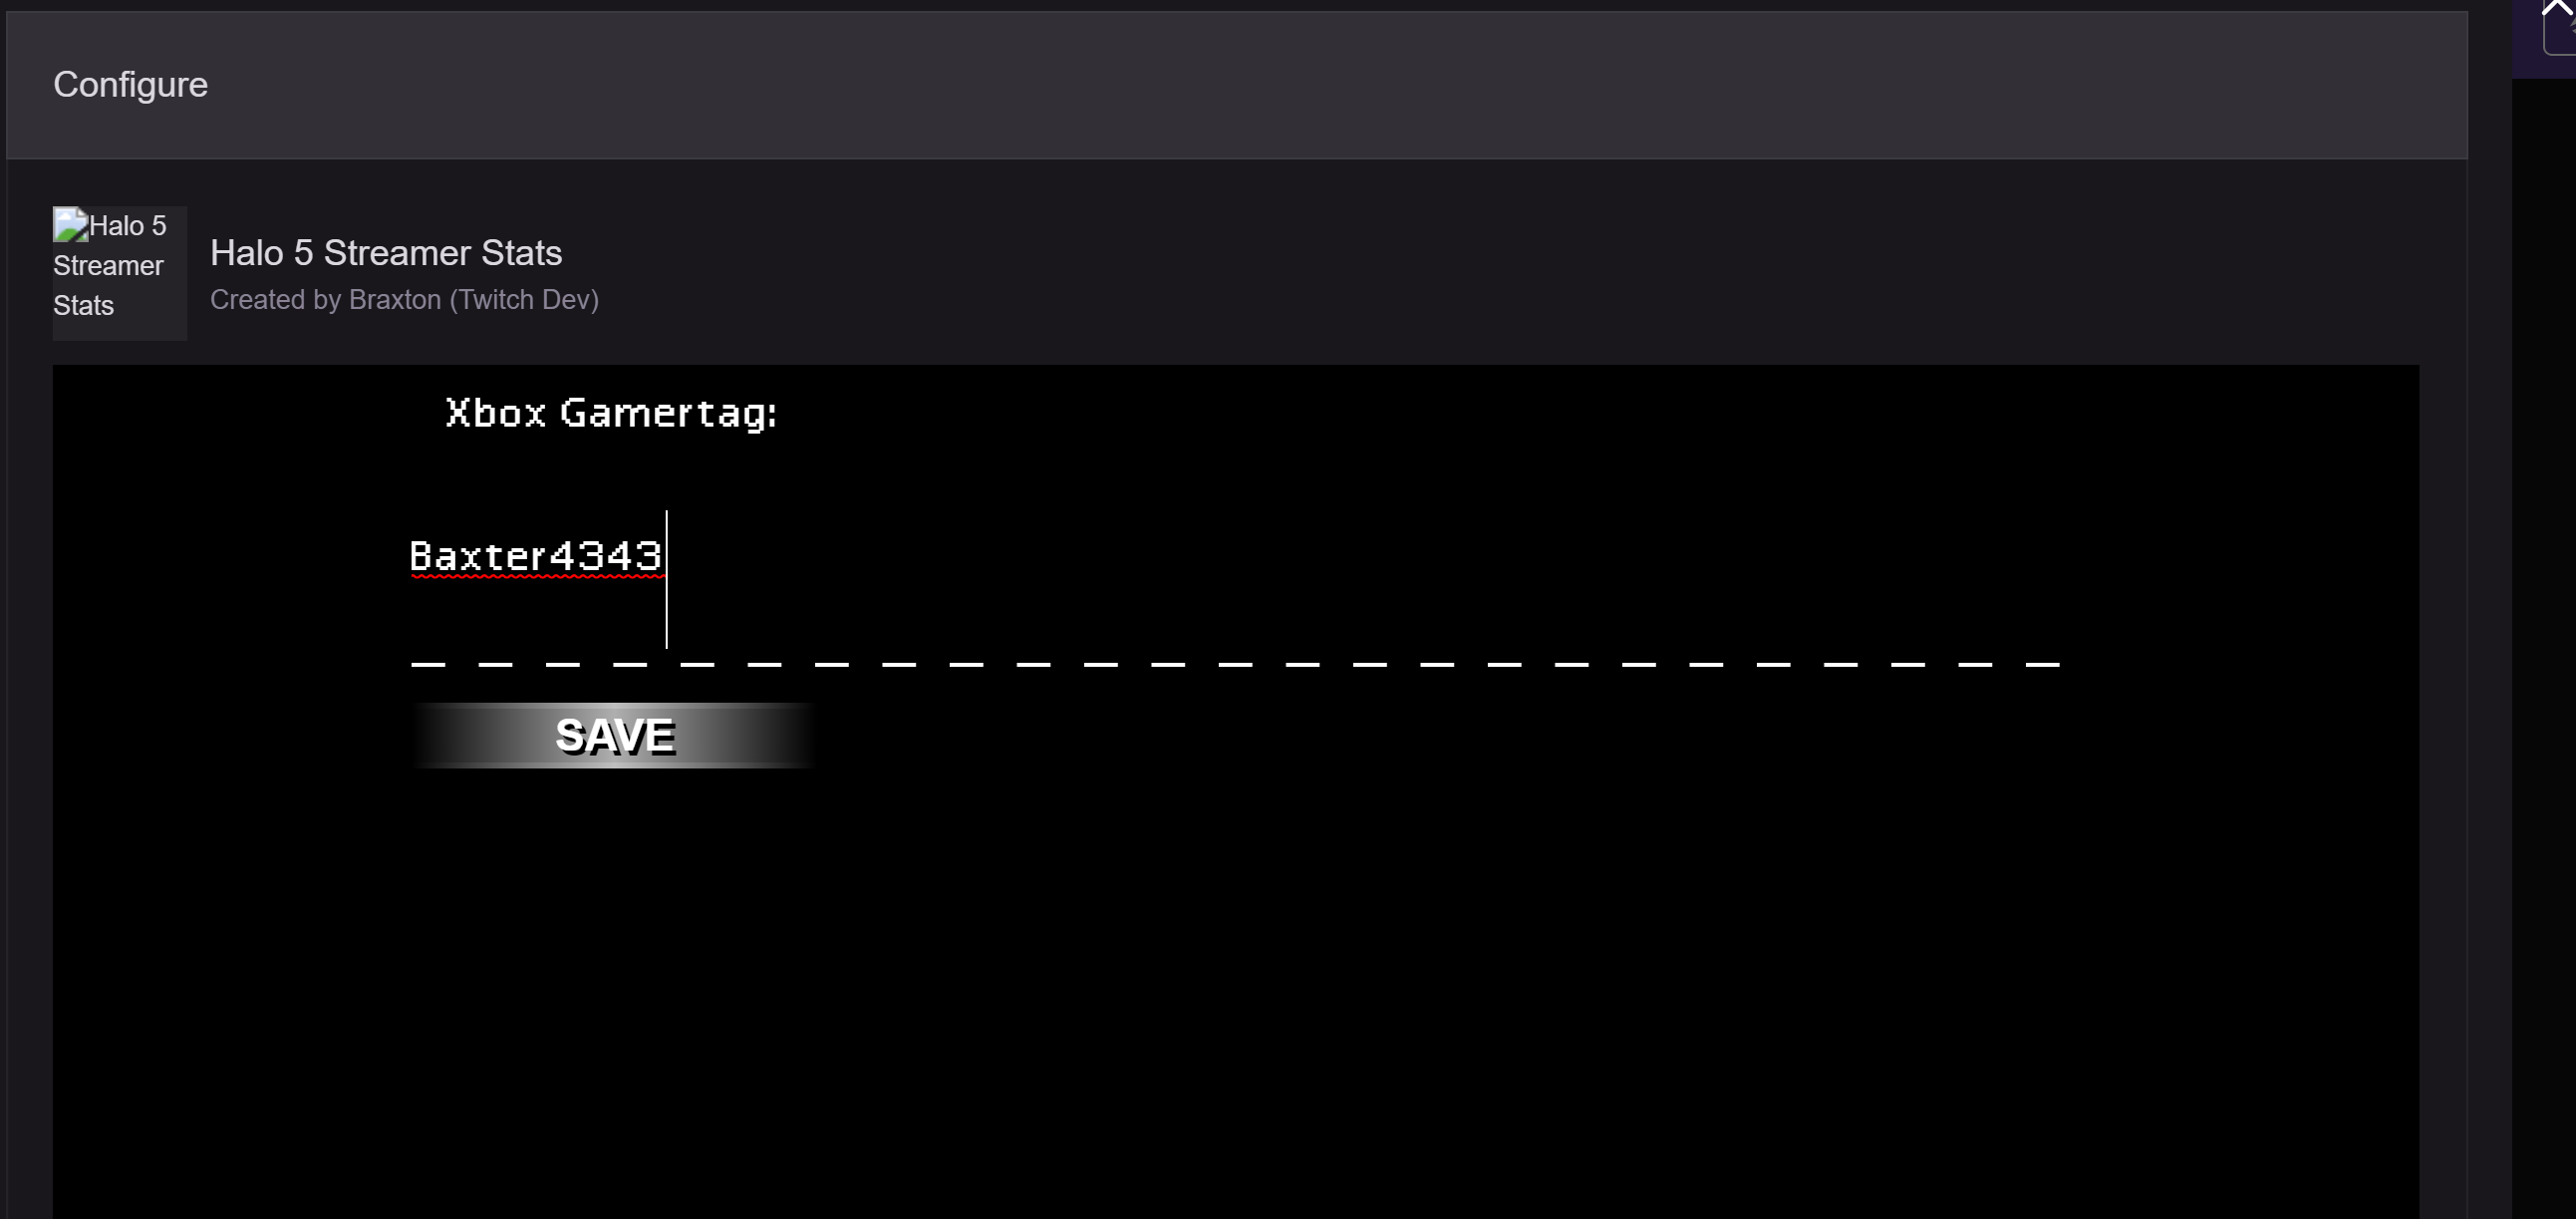 Configure
Halo 5
Streamer
Stats
Halo 5 Streamer Stats
Created by Braxton (Twitch Dev)
Xbox Gamertag:
Baxter4343
SAVE